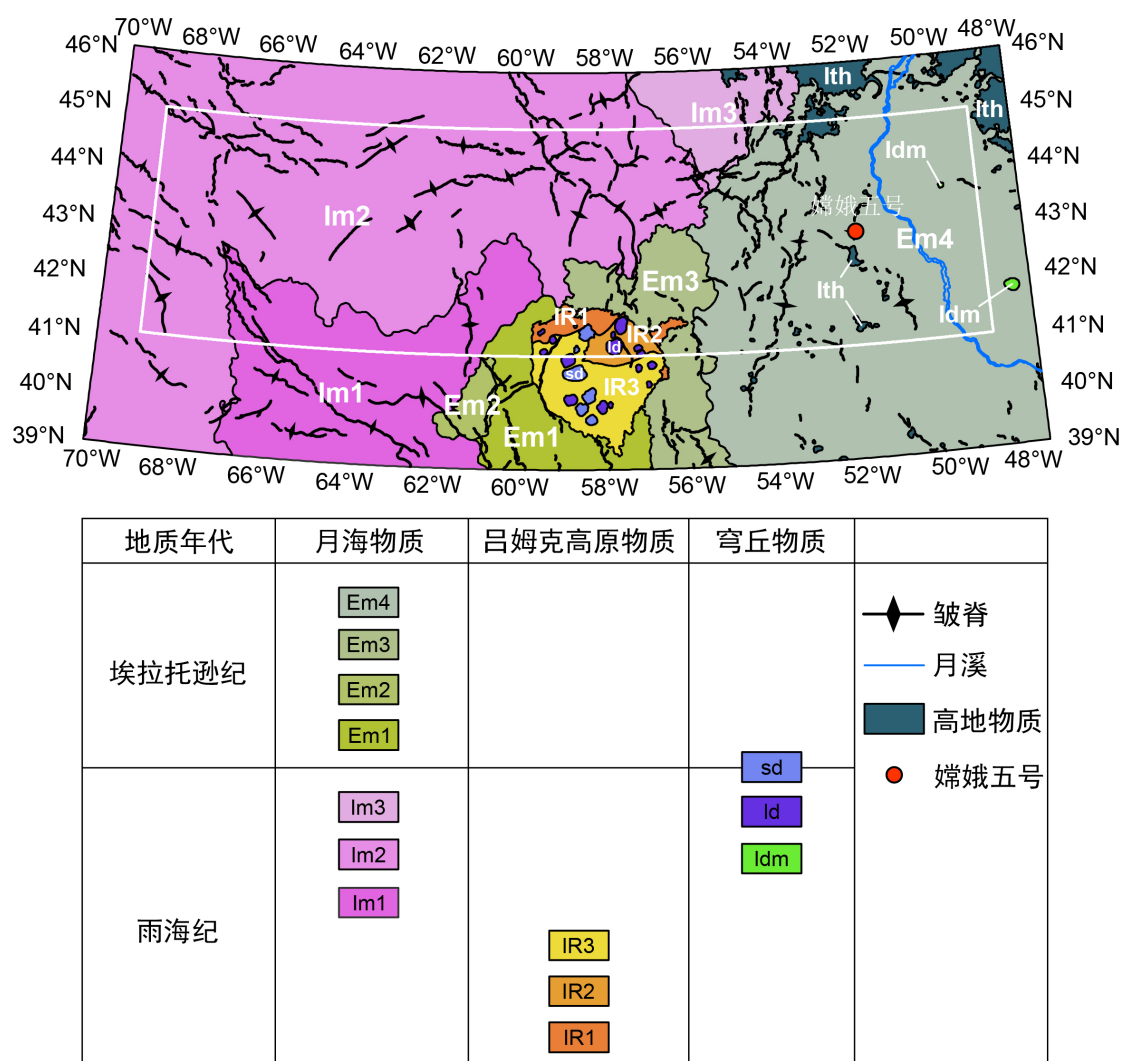 70°W 68°W 66°W 64°W 62°W 60°W 58°W 56°W 54°W 52°W 50°W 48°W
46°N 46°N
45°N 45°N
44°N 44°N
43°N 43°N
42°N 42°N
41°N 41°N
40°N 40°N
39°N 39°N
Ith
Im3
Ith
Idm
Im2
嫦娥五号
Em4
Em3
Ith
Idm
IR1
IR2
ld
sd
IR3
Im1
Em2
Em1
70°W 68°W 66°W 64°W 62°W 60°W 58°W 56°W 54°W 52°W 50°W 48°W
地质年代 月海物质 吕姆克高原物质 穹丘物质
埃拉托逊纪
Em4
Em3
Em2
Em1
雨海纪
Im3
Im2
Im1
IR3
IR2
IR1
sd
ld
Idm
皱脊
月溪
高地物质
嫦娥五号